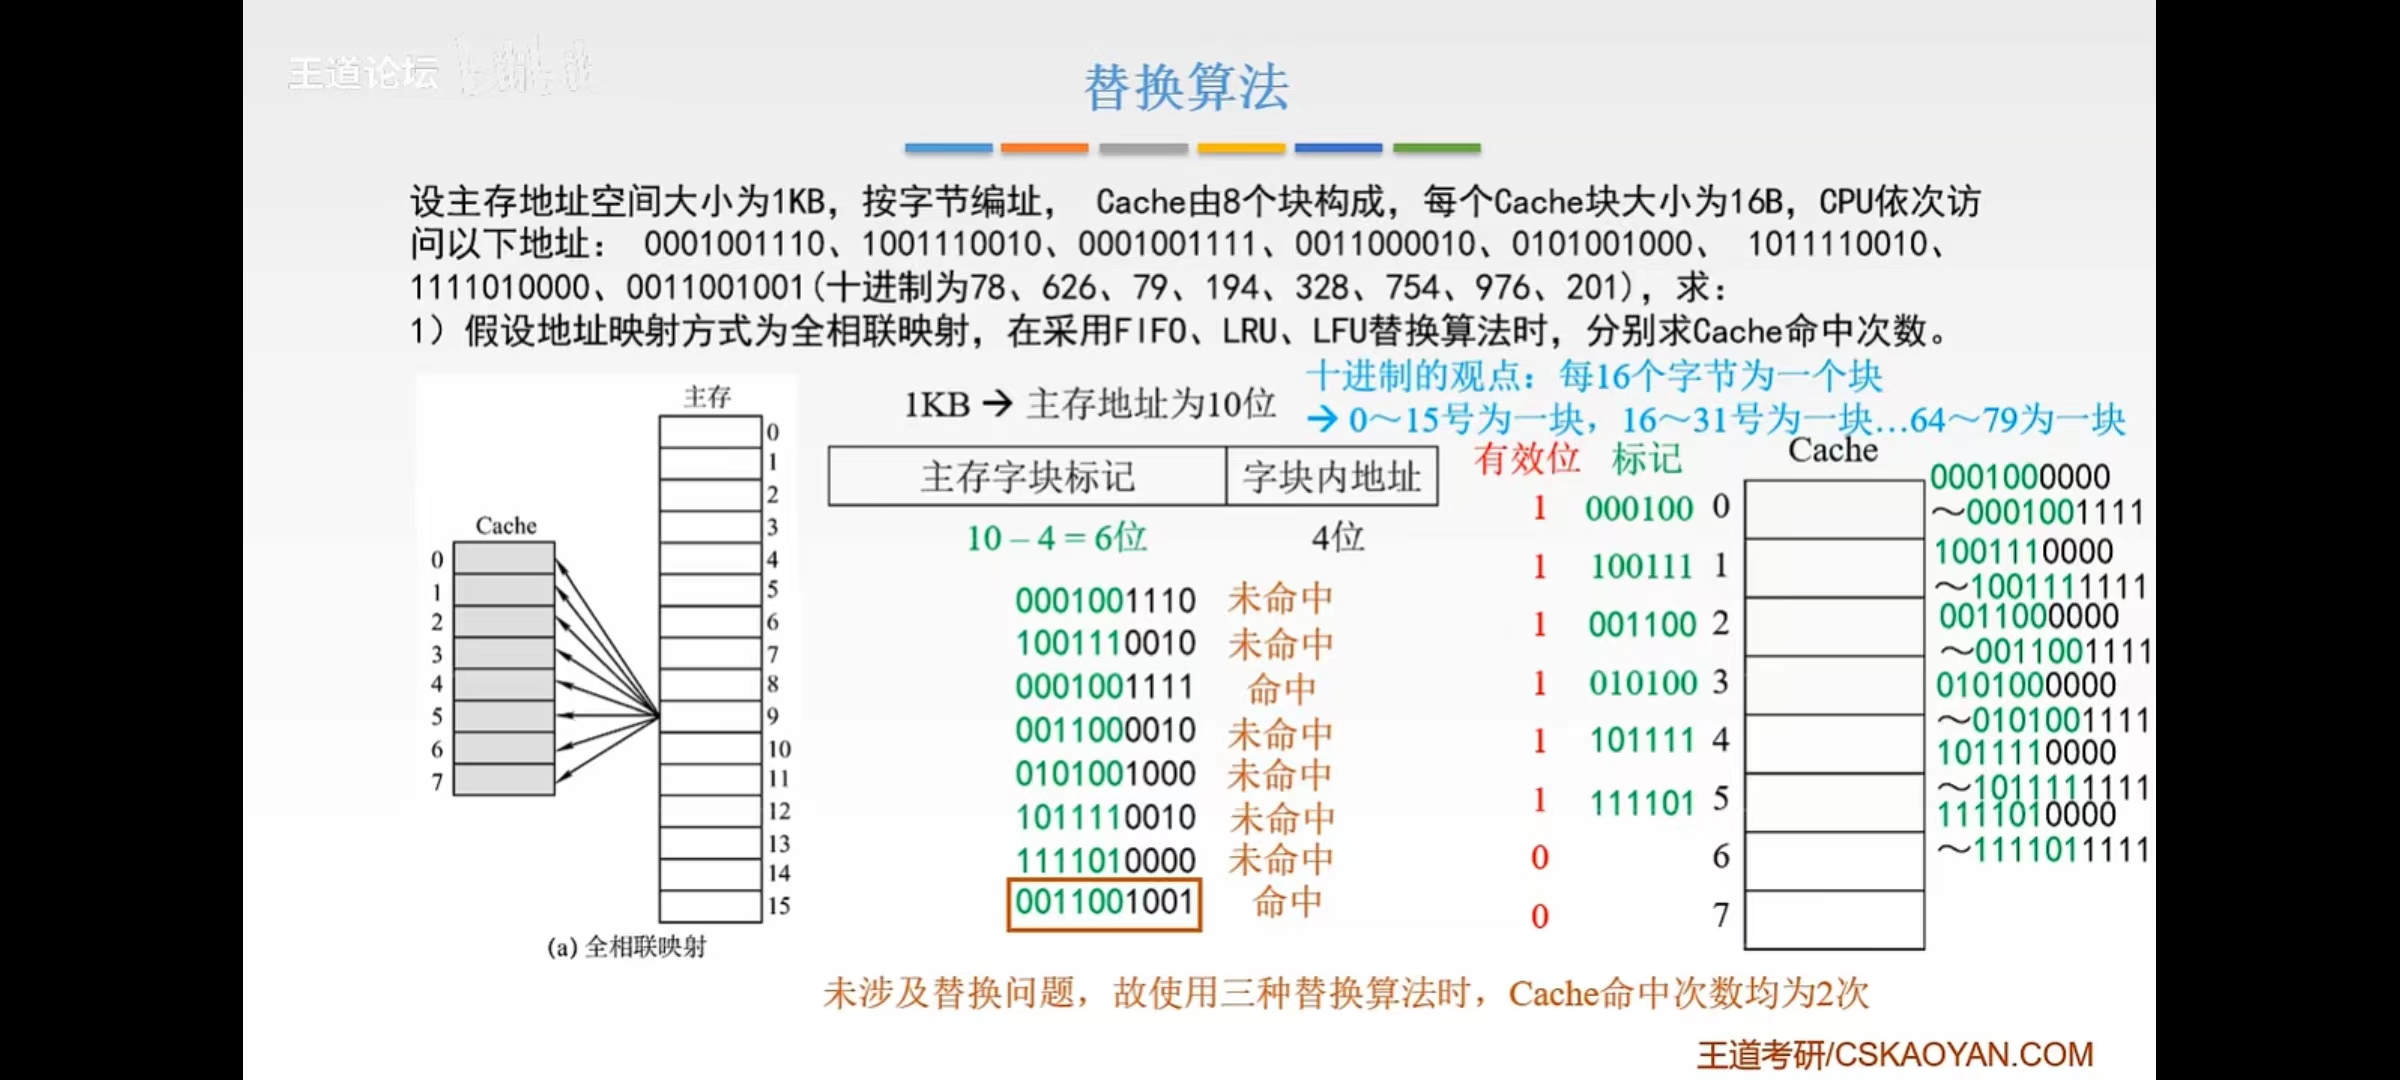 王道论坛
替换算法
设主存地址空间大小为1KB，按字节编址， Cache由8个块构成，每个Cache块大小为16B，CPU依次访
问以下地址： 0001001110、1001110010、0001001111、0011000010、0101001000、 1011110010、
1111010000、0011001001(十进制为78、626、79、194、328、754、976、201)，求：
1）假设地址映射方式为全相联映射，在采用FIFO、LRU、LFU替换算法时，分别求Cache命中次数。
十进制的观点：每16个字节为一个块
→ 0～15号为一块，16～31号为一块…64～79为一块
1KB → 主存地址为10位
主存字块标记 字块内地址
10 – 4 = 6位 4位
0001001110 未命中
1001110010 未命中
0001001111 命中
0011000010 未命中
0101001000 未命中
1011110010 未命中
1111010000 未命中
0011001001 命中
主存
0
1
2
3
4
5
6
7
8
9
10
11
12
13
14
15
Cache
0
1
2
3
4
5
6
7
(a) 全相联映射
有效位 标记 Cache
1 000100 0 0001000000
～0001001111
1 100111 1 1001110000
～1001111111
1 001100 2 0011000000
～0011001111
1 010100 3 0101000000
～0101001111
1 101111 4 1011110000
～1011111111
1 111101 5 1111010000
～1111011111
0 6
0 7
未涉及替换问题，故使用三种替换算法时，Cache命中次数均为2次
王道考研/CSKAOYAN.COM